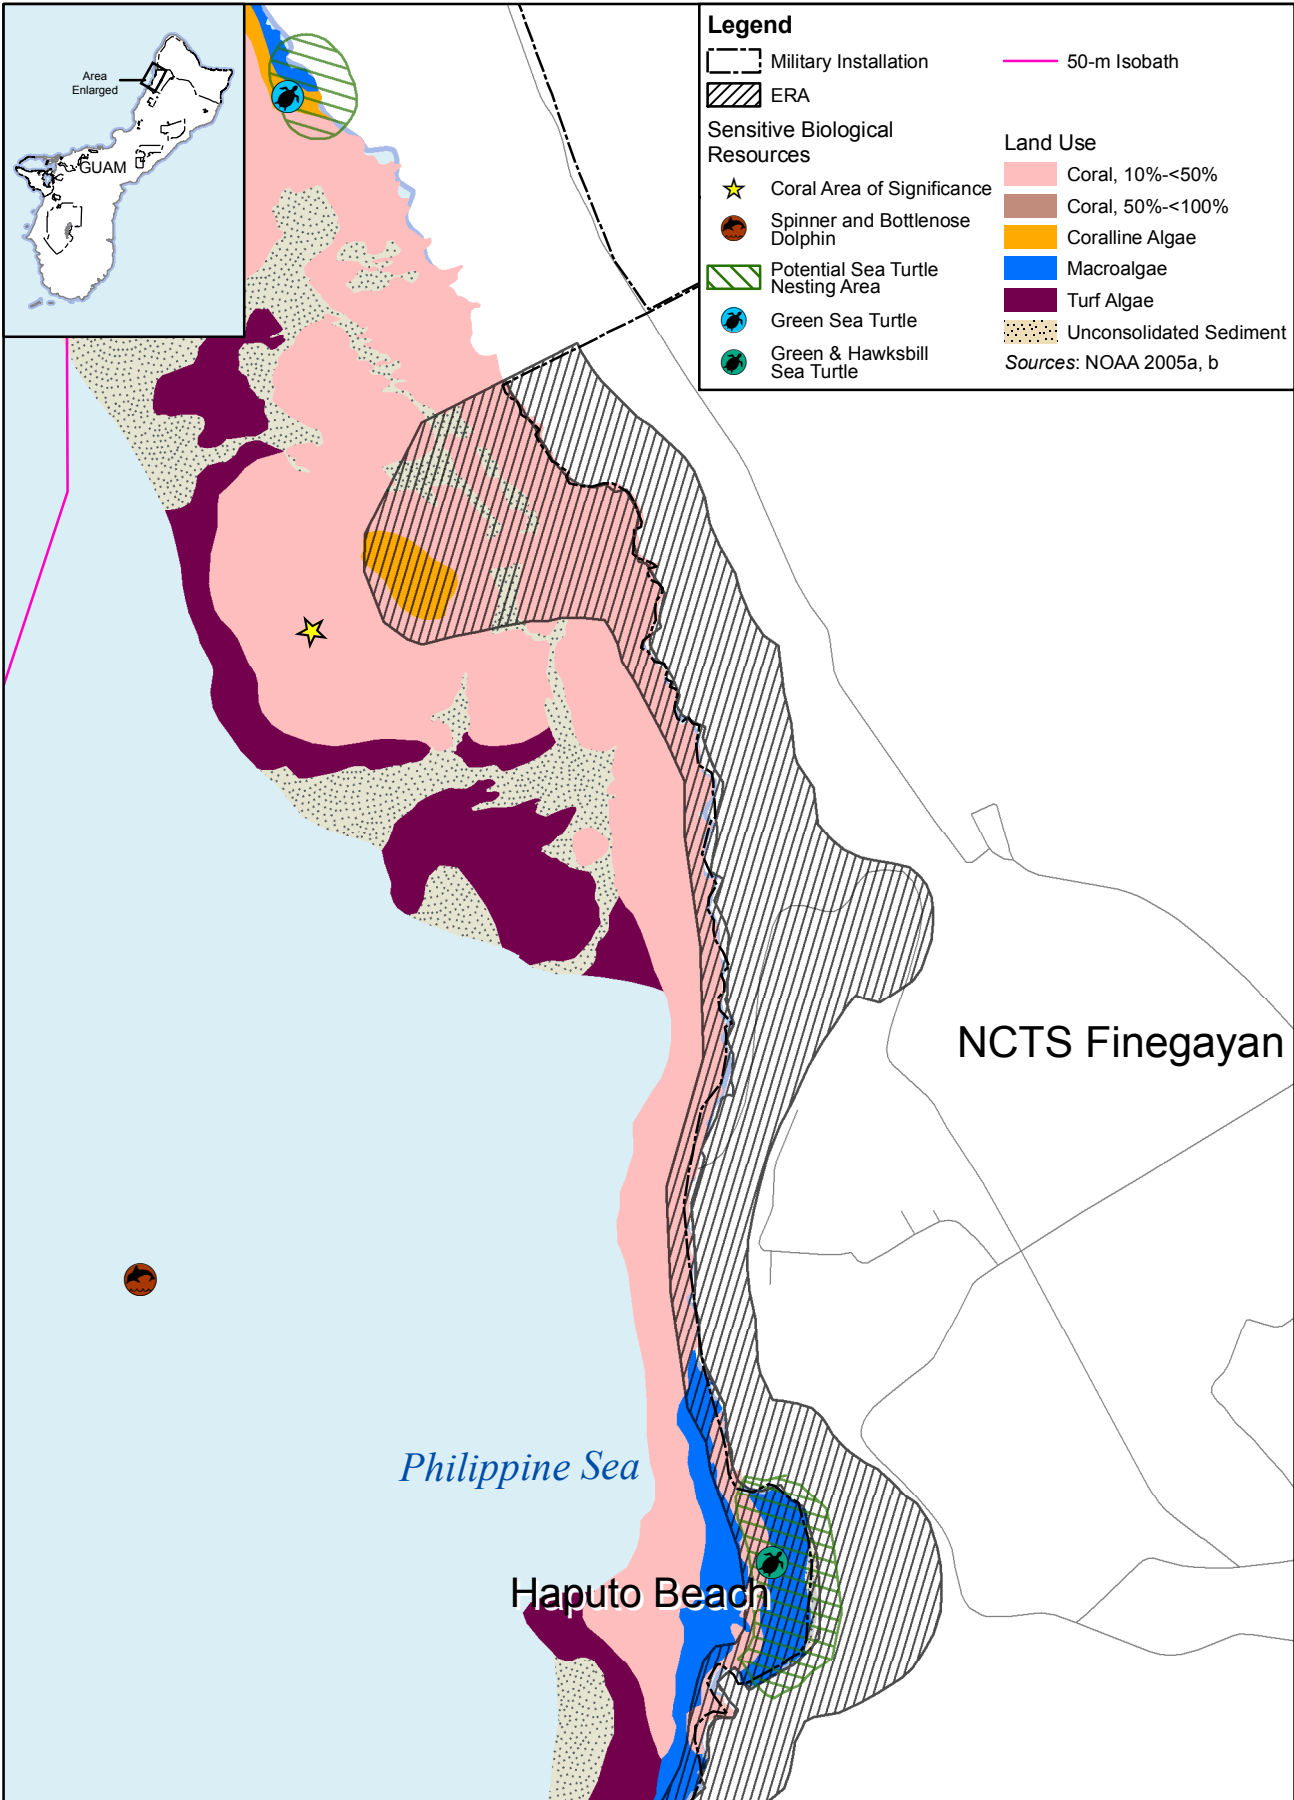 Area
Enlarged
GUAM
Legend
Military Installation
ERA
Sensitive Biological
Resources
Coral Area of Significance
Spinner and Bottlenose
Dolphin
Potential Sea Turtle
Nesting Area
Green Sea Turtle
Green & Hawksbill
Sea Turtle
50-m Isobath
Land Use
Coral, 10%-<50%
Coral, 50%-<100%
Coralline Algae
Macroalgae
Turf Algae
Unconsolidated Sediment
Sources: NOAA 2005a, b
NCTS Finegayan
Philippine Sea
Haputo Beach